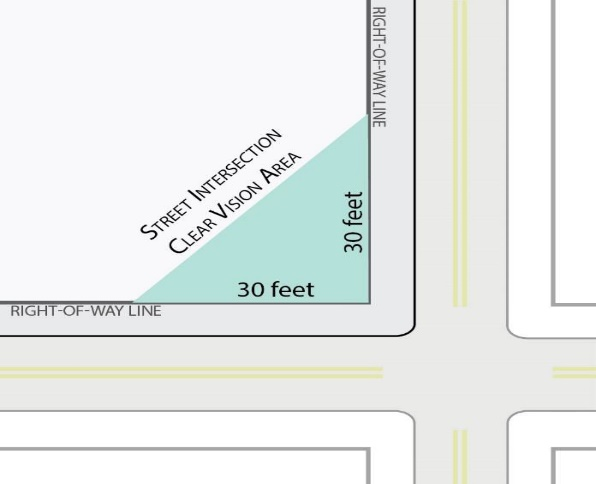 RIGHT-OF-WAY LINE
STREET INTERSECTION
CLEAR VISION AREA
30 feet
30 feet
RIGHT-OF-WAY LINE